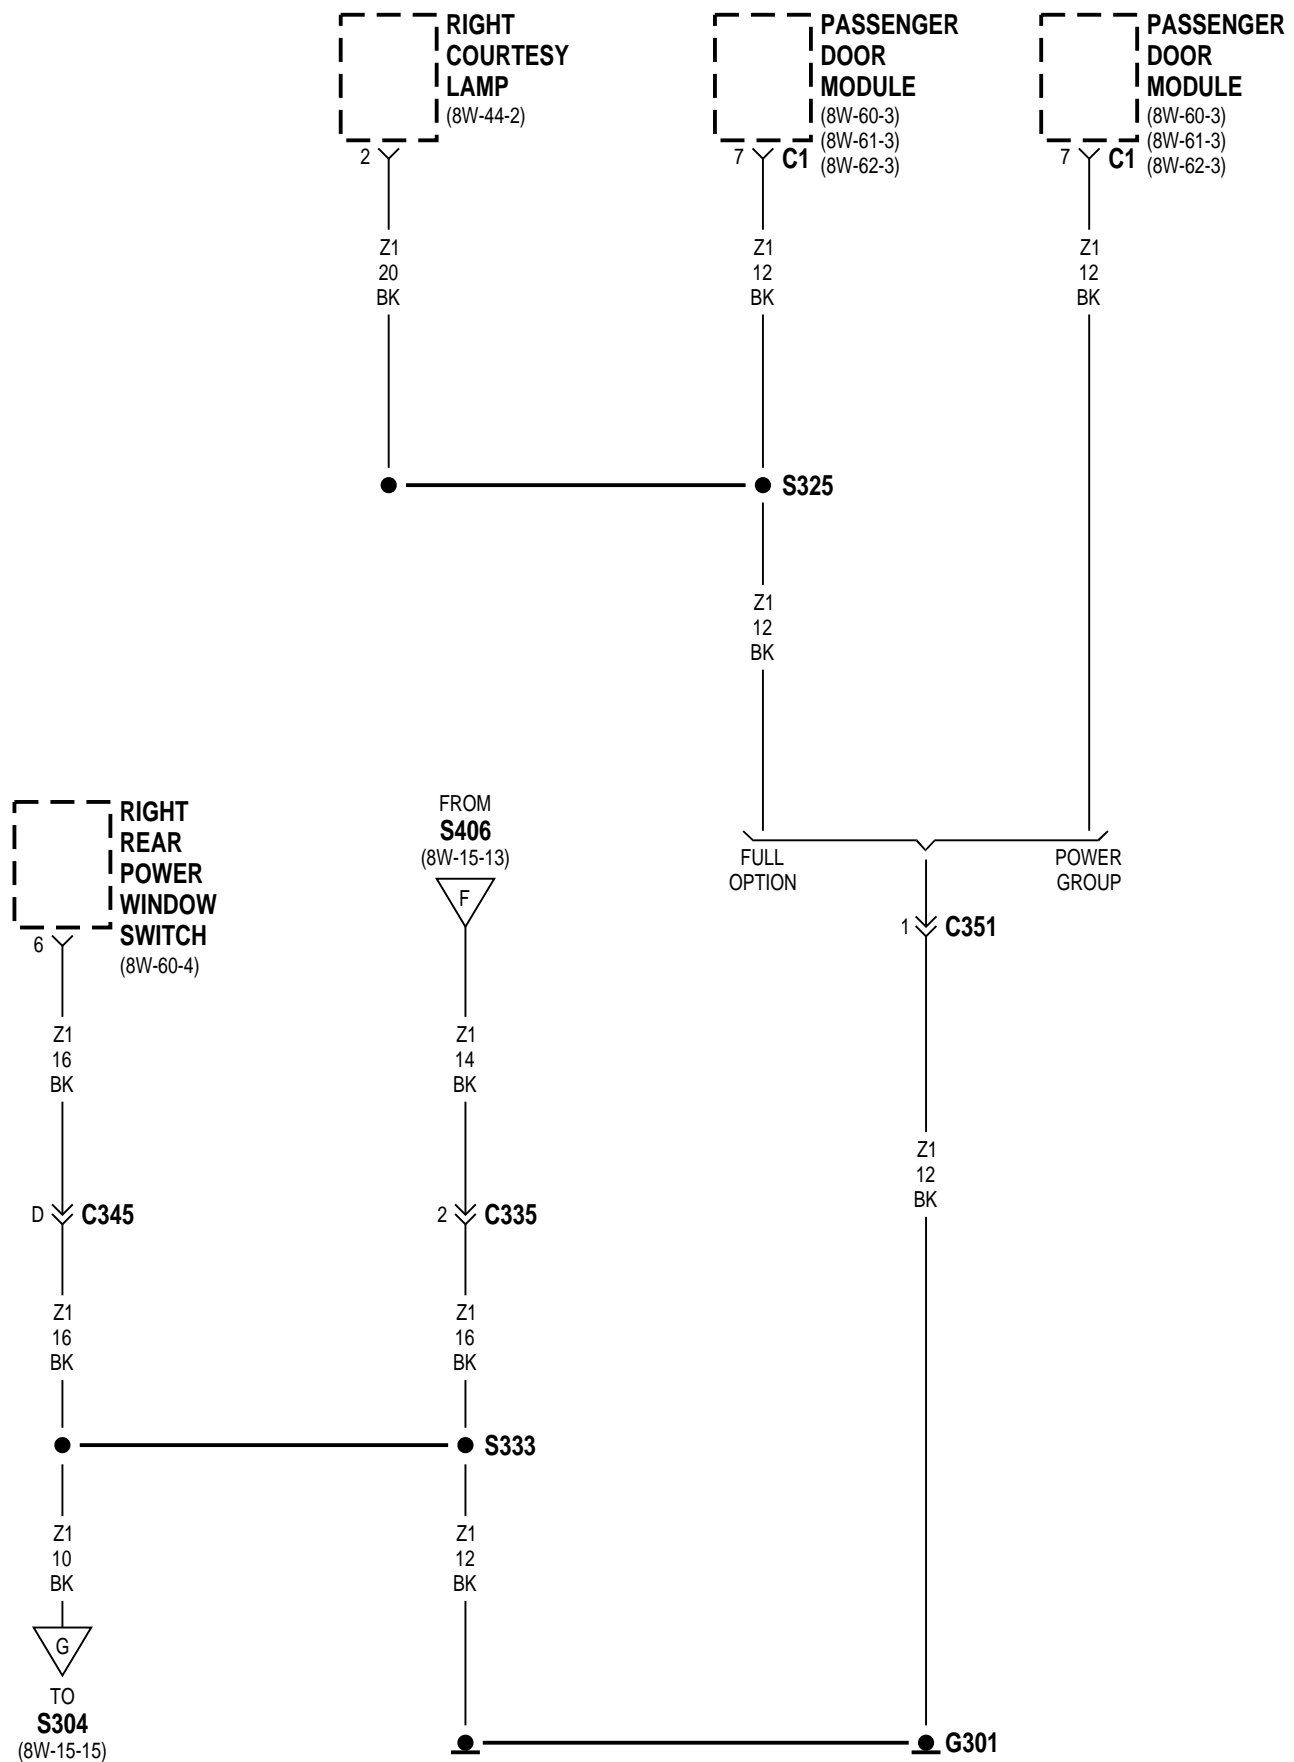 RIGHT
COURTESY
LAMP
(8W-44-2)
2
PASSENGER
DOOR
MODULE
(8W-60-3)
(8W-61-3)
(8W-62-3)
7
C1
PASSENGER
DOOR
MODULE
(8W-60-3)
(8W-61-3)
(8W-62-3)
7
C1
Z1
20
BK
Z1
12
BK
Z1
12
BK
S325
Z1
12
BK
RIGHT
REAR
POWER
WINDOW
SWITCH
(8W-60-4)
6
FROM
S406
(8W-15-13)
F
FULL
OPTION
POWER
GROUP
1
C351
Z1
16
BK
Z1
14
BK
Z1
12
BK
D
C345
2
C335
Z1
16
BK
Z1
16
BK
S333
Z1
10
BK
Z1
12
BK
G
TO
S304
(8W-15-15)
G301